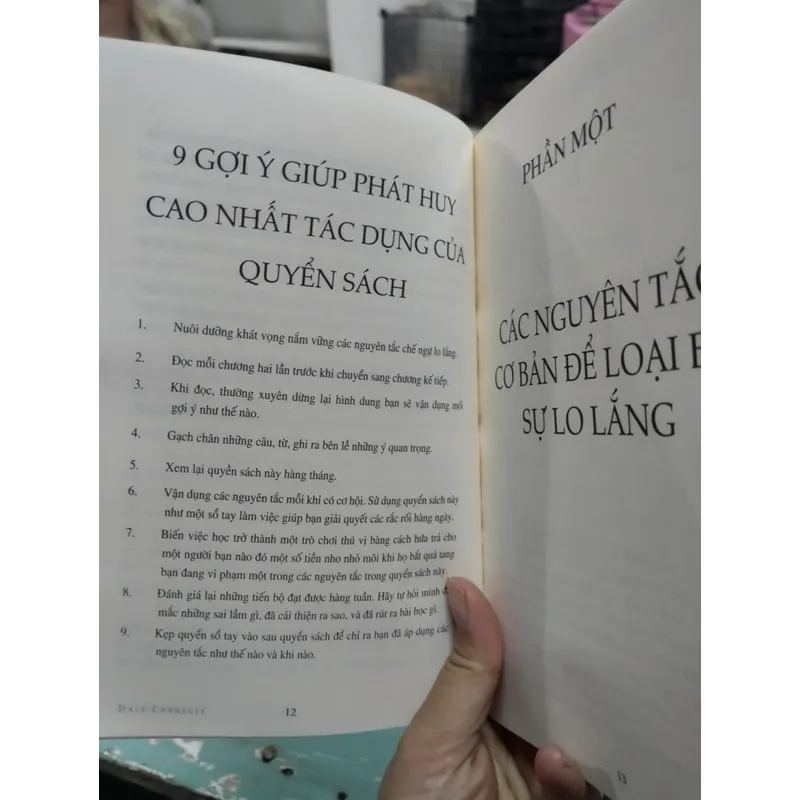 9 GỢI Ý GIÚP PHÁT HUY
CAO NHẤT TÁC DỤNG CỦA
QUYỂN SÁCH
1. Nuôi dưỡng khát vọng nắm vững các nguyên tắc chế ngự lo lắng.
2. Đọc mỗi chương hai lần trước khi chuyển sang chương kế tiếp.
3. Khi đọc, thường xuyên dừng lại hình dung bạn sẽ vận dụng mỗi
gợi ý như thế nào.
4. Gạch chân những câu, từ, ghi ra bên lề những ý quan trọng.
5. Xem lại quyển sách này hàng tháng.
6. Vận dụng các nguyên tắc mỗi khi có cơ hội. Sử dụng quyển sách này
như một sổ tay làm việc giúp bạn giải quyết các rắc rối hàng ngày.
7. Biến việc học trở thành một trò chơi thú vị bằng cách hứa trả cho
một người bạn nào đó một số tiền nho nhỏ mỗi khi họ bắt quả tang
bạn đang vi phạm một trong các nguyên tắc trong quyển sách này.
8. Đánh giá lại những tiến bộ đạt được hàng tuần. Hãy tự hỏi mình
mắc những sai lầm gì, đã cải thiện ra sao, và đã rút ra bài học gì.
9. Kẹp quyển sổ tay vào sau quyển sách để chỉ ra bạn đã áp dụng các
nguyên tắc như thế nào và khi nào.
DALE CARNEGIE 12
PHẦN MỘT
CÁC NGUYÊN TẮC
CƠ BẢN ĐỂ LOẠI
SỰ LO LẮNG
13